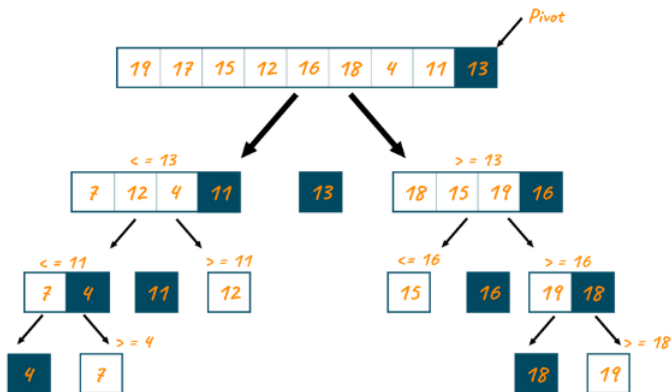 Pivot
19 17 15 12 16 18 4 11 13
< = 13 > = 13
7 12 4 11 13 18 15 19 16
< = 11 > = 11 <= 16 > = 16
7 4 11 12 15 16 19 18
> = 4 > = 18
4 7 18 19